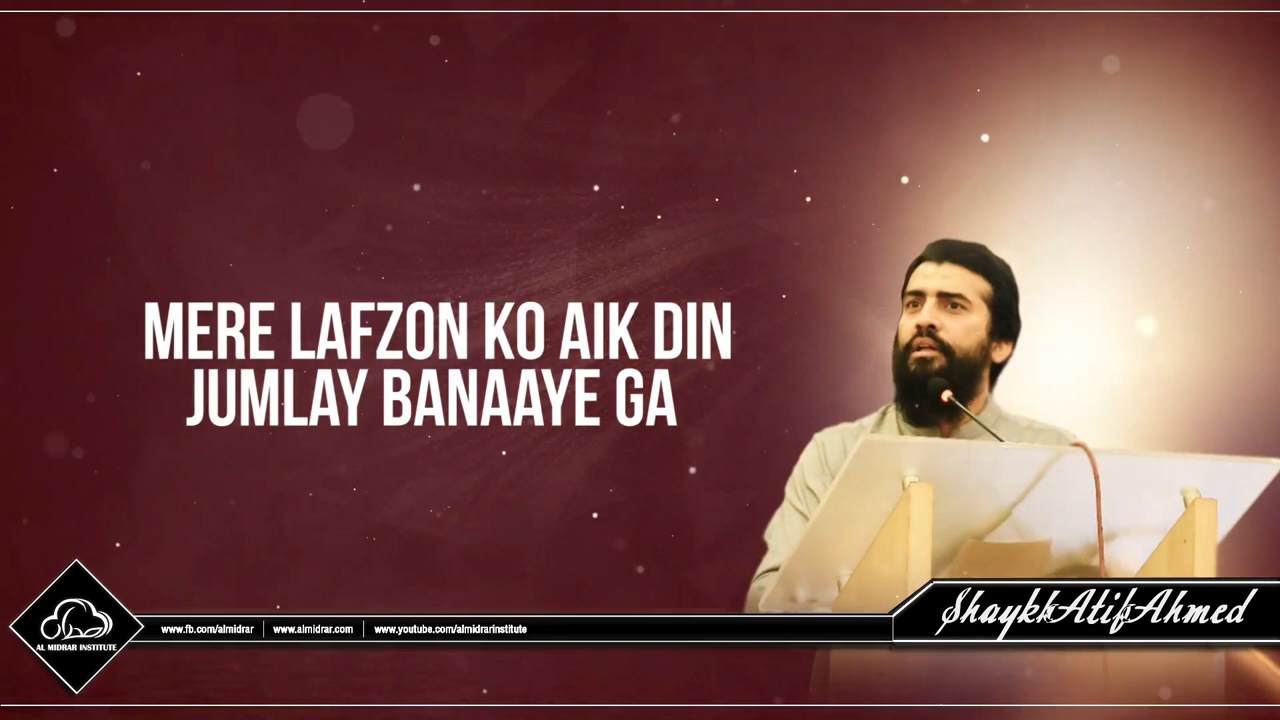 MERE LAFZON KO AIK DIN
JUMLAY BANAAYE GA
ShaykhAtifAhmed
www.fb.com/almidrar
www.almidrar.com
www.youtube.com/almidrarinstitute
AL MIDRAR INSTITUTE